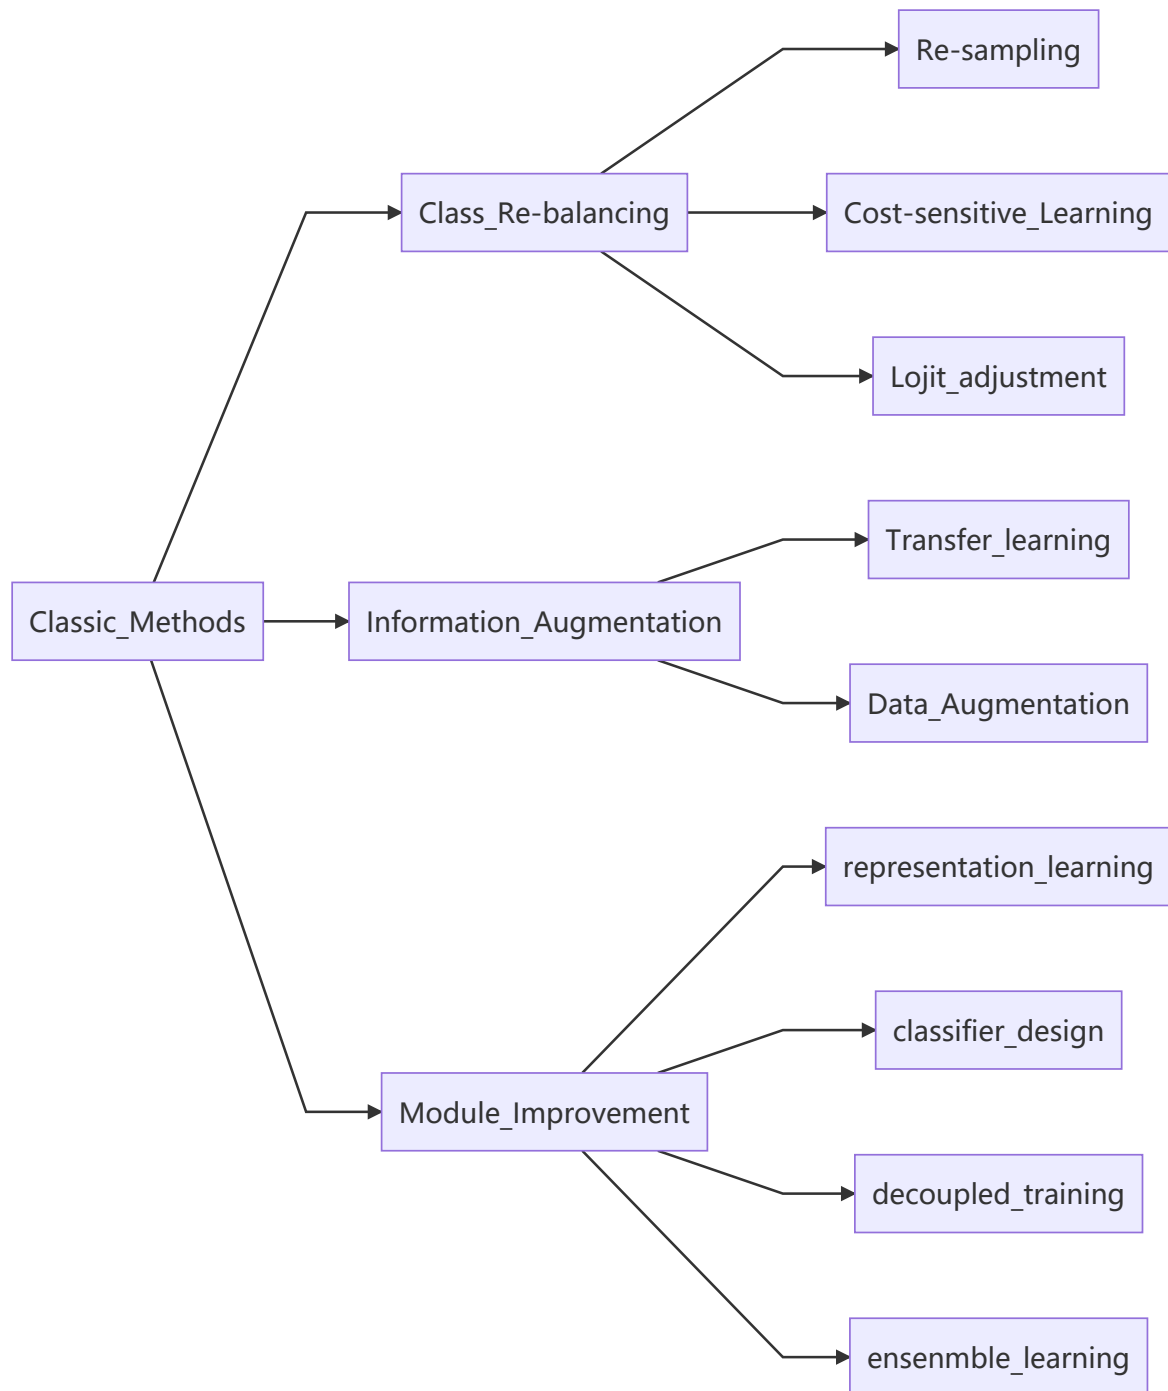 Re-sampling
Class_Re-balancing
Cost-sensitive_Learning
Lojit_adjustment
Transfer_learning
Classic_Methods
Information_Augmentation
Data_Augmentation
representation_learning
classifier_design
Module_Improvement
decoupled_training
ensenmble_learning